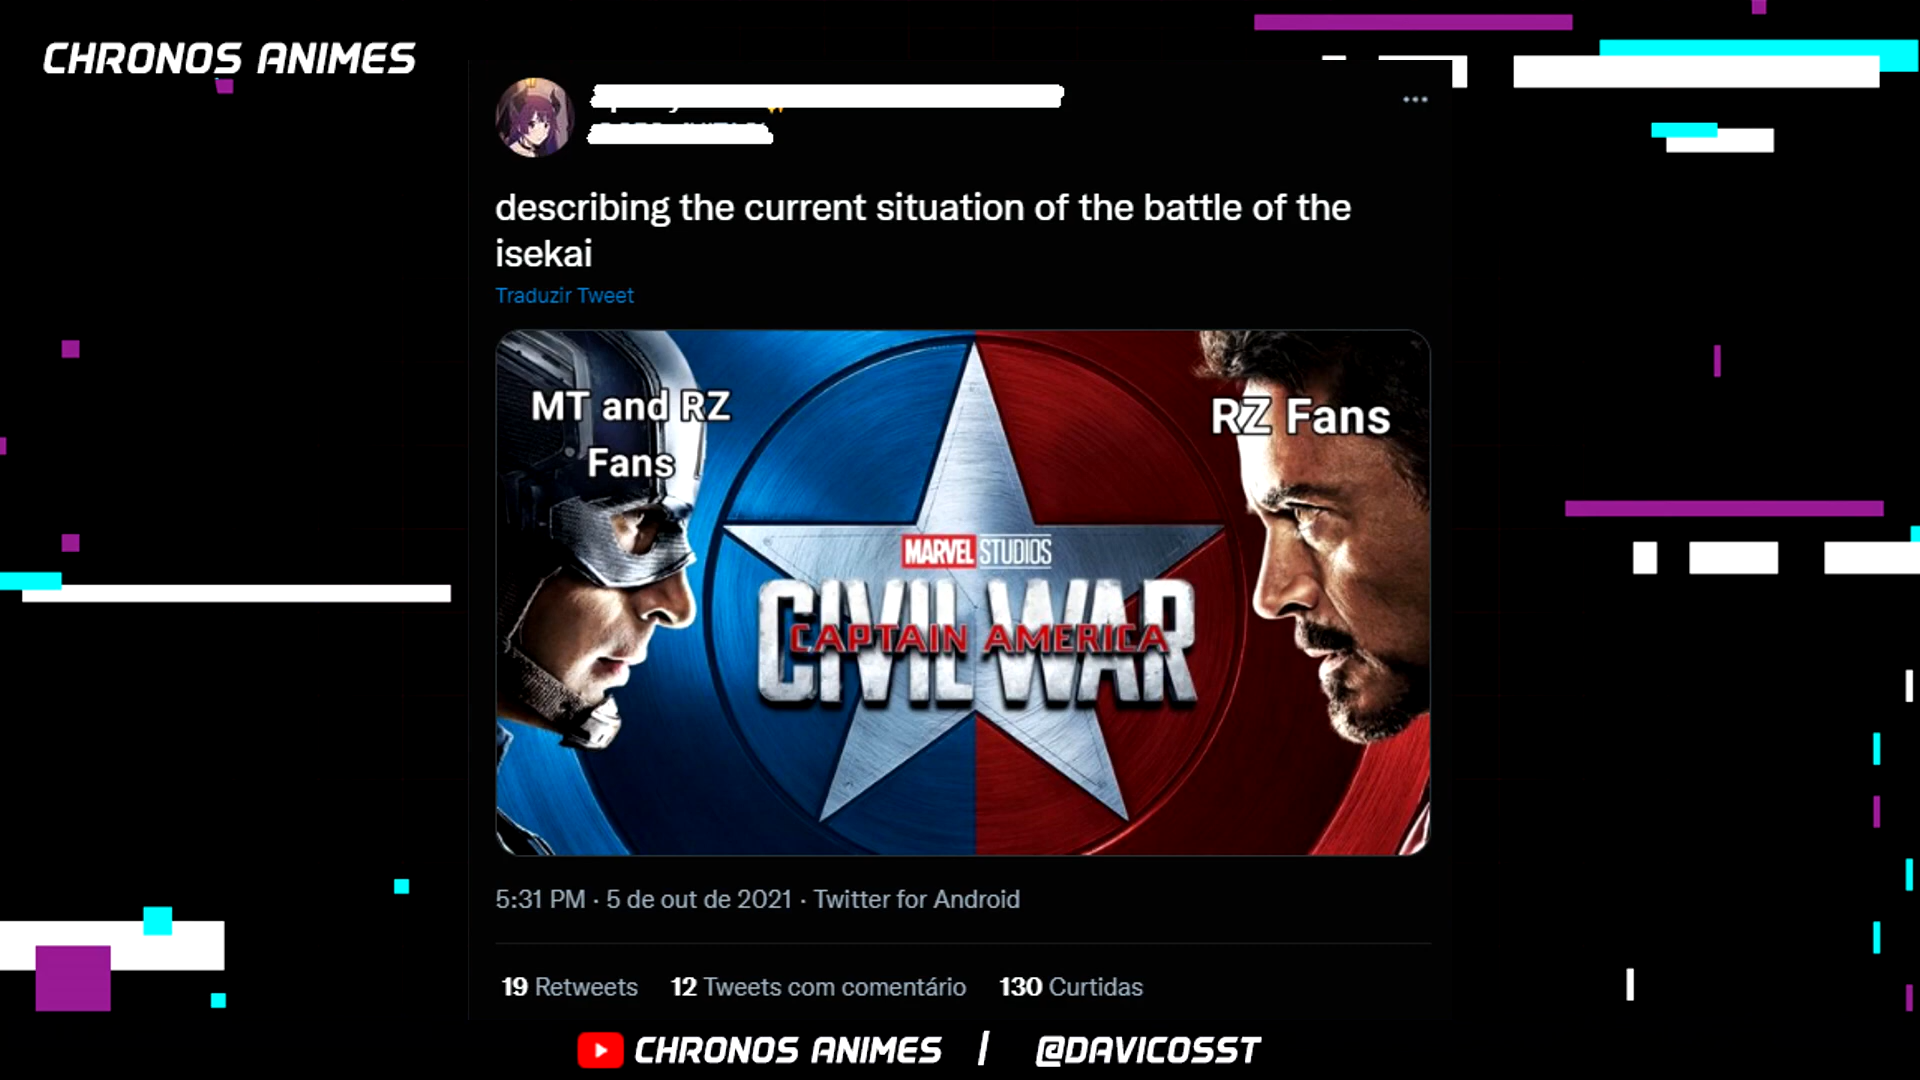 CHRONOS ANIMES
describing the current situation of the battle of the
isekai
Traduzir Tweet
MT and RZ
Fans
RZ Fans
MARVEL STUDIOS
CIVIL WAR
CAPTAIN AMERICA
5:31 PM · 5 de out de 2021 · Twitter for Android
19 Retweets 12 Tweets com comentário 130 Curtidas
CHRONOS ANIMES / @DAVICOSST